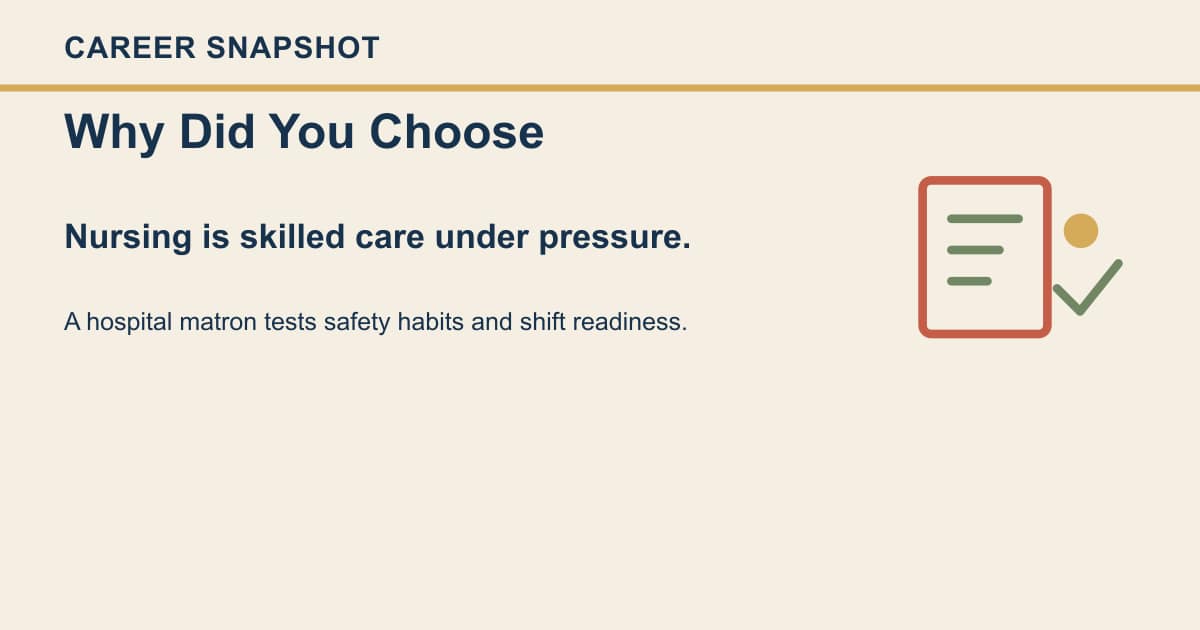 CAREER SNAPSHOT
Why Did You Choose
Nursing is skilled care under pressure.
A hospital matron tests safety habits and shift readiness.